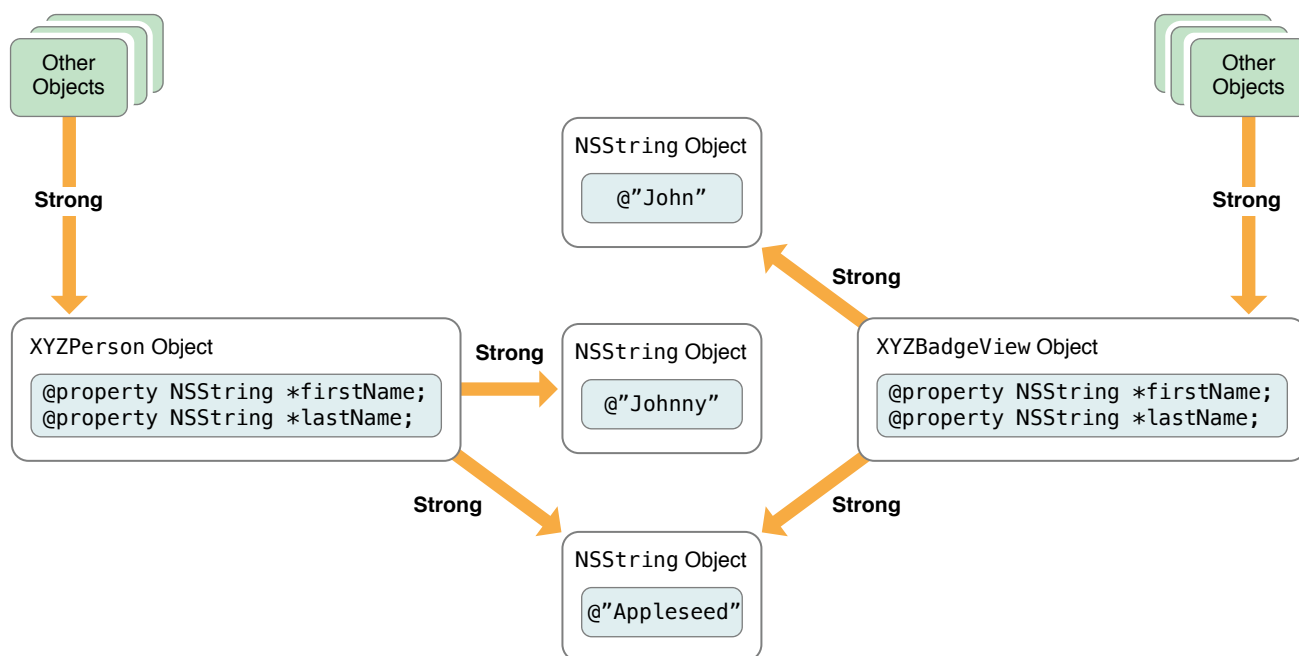 Other
Objects
Other
Objects
Strong
Strong
NSString Object
@”John”
Strong
XYZPerson Object
@property NSString *firstName;
@property NSString *lastName;
Strong
NSString Object
@”Johnny”
XYZBadgeView Object
@property NSString *firstName;
@property NSString *lastName;
Strong
Strong
NSString Object
@”Appleseed”